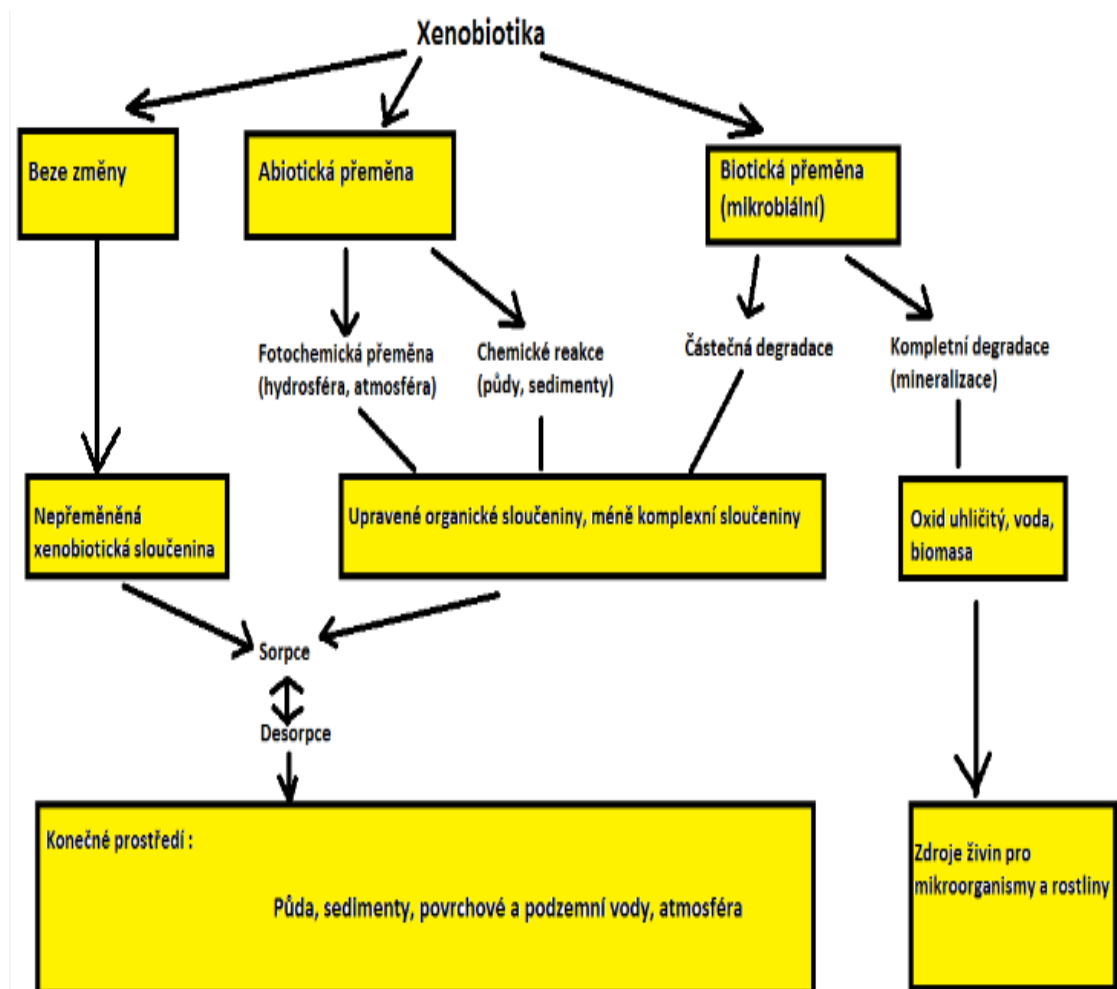 Xenobiotika
Beze změny
Abiotická přeměna
Biotická přeměna
(mikrobiální)
Fotochemická přeměna
(hydrosféra, atmosféra)
Chemické reakce
(půdy, sedimenty)
Částečná degradace
Kompletní degradace
(mineralizace)
Nepřeměněná
xenobiotická sloučenina
Upravené organické sloučeniny, méně komplexní sloučeniny
Oxid uhličitý, voda,
biomasa
Sorpce
Desorpce
Konečné prostředí :
Půda, sedimenty, povrchové a podzemní vody, atmosféra
Zdroje živin pro
mikroorganismy a rostliny